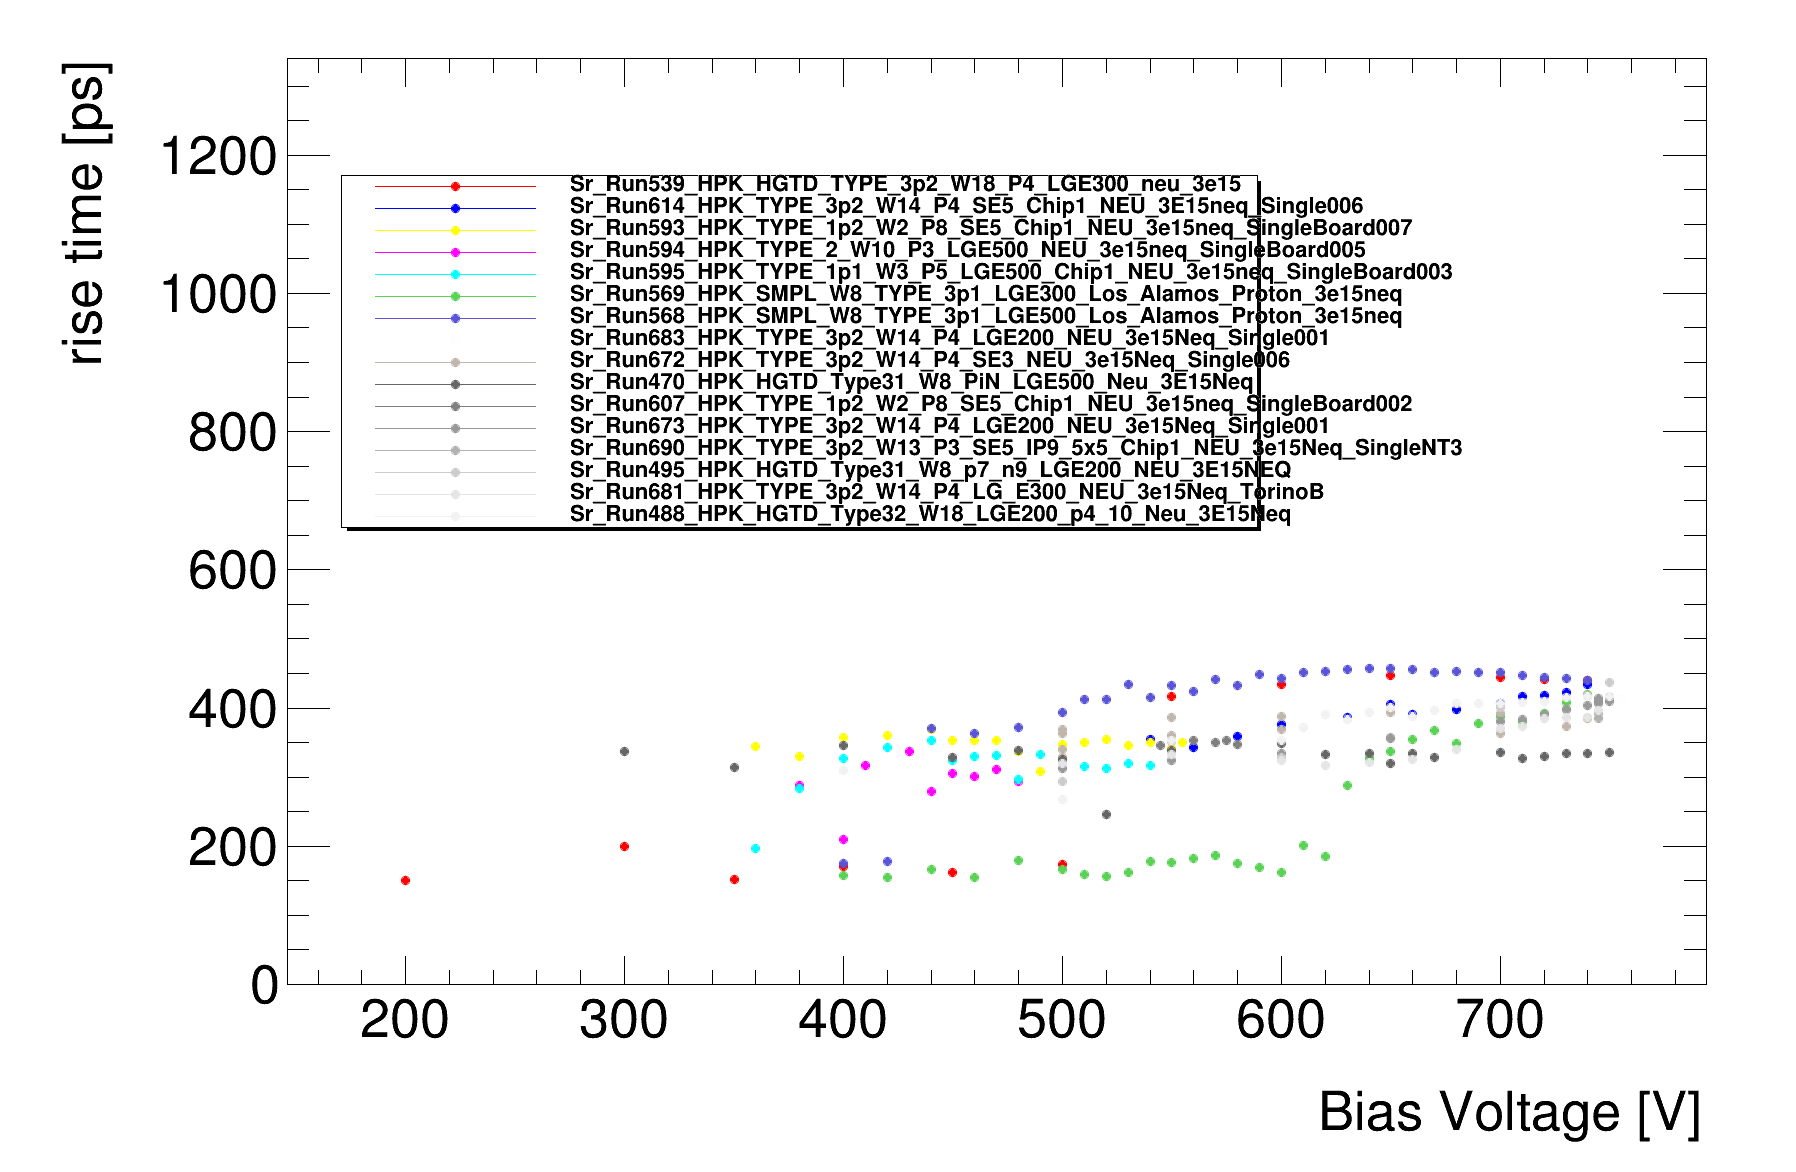 rise time [ps]
1200
1000
800
600
400
200
0
Sr_Run539_HPK_HGTD_TYPE_3p2_W18_P4_LGE300_neu_3e15
Sr_Run614_HPK_TYPE_3p2_W14_P4_SE5_Chip1_NEU_3E15neq_Single006
Sr_Run593_HPK_TYPE_1p2_W2_P8_SE5_Chip1_NEU_3e15neq_SingleBoard007
Sr_Run594_HPK_TYPE_2_W10_P3_LGE500_NEU_3e15neq_SingleBoard005
Sr_Run595_HPK_TYPE_1p1_W3_P5_LGE500_Chip1_NEU_3e15neq_SingleBoard003
Sr_Run569_HPK_SMPL_W8_TYPE_3p1_LGE300_Los_Alamos_Proton_3e15neq
Sr_Run568_HPK_SMPL_W8_TYPE_3p1_LGE500_Los_Alamos_Proton_3e15neq
Sr_Run683_HPK_TYPE_3p2_W14_P4_LGE200_NEU_3e15Neq_Single001
Sr_Run672_HPK_TYPE_3p2_W14_P4_SE3_NEU_3e15Neq_Single006
Sr_Run470_HPK_HGTD_Type31_W8_PiN_LGE500_Neu_3E15Neq
Sr_Run607_HPK_TYPE_1p2_W2_P8_SE5_Chip1_NEU_3e15neq_SingleBoard002
Sr_Run673_HPK_TYPE_3p2_W14_P4_LGE200_NEU_3e15Neq_Single001
Sr_Run690_HPK_TYPE_3p2_W13_P3_SE5_IP9_5x5_Chip1_NEU_3e15Neq_SingleNT3
Sr_Run495_HPK_HGTD_Type31_W8_p7_n9_LGE200_NEU_3E15NEQ
Sr_Run681_HPK_TYPE_3p2_W14_P4_LG_E300_NEU_3e15Neq_TorinoB
Sr_Run488_HPK_HGTD_Type32_W18_LGE200_p4_10_Neu_3E15Neq
200 300 400 500 600 700
Bias Voltage [V]